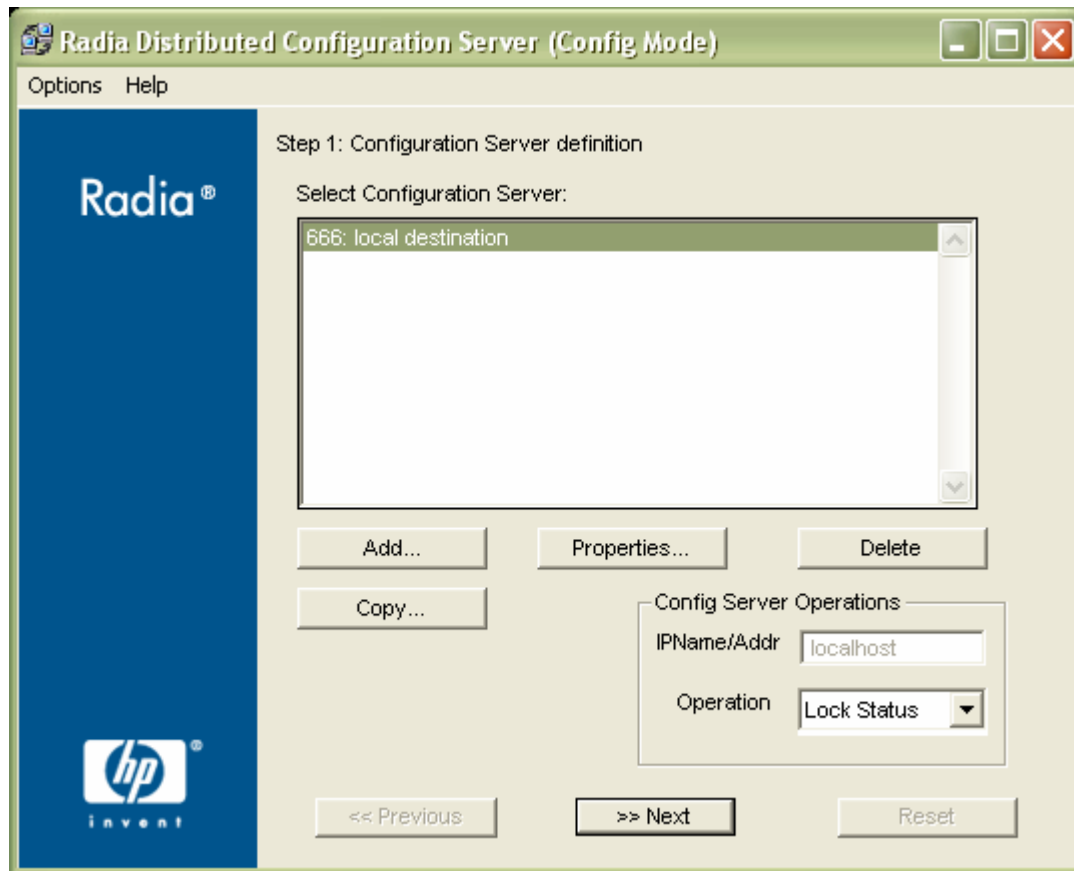 Radia Distributed Configuration Server (Config Mode)
Options Help
Radia®
Step 1: Configuration Server definition
Select Configuration Server:
666: local destination
Add... Properties... Delete
Copy...
Config Server Operations
IPName/Addr localhost
Operation Lock Status
hp®
invent
<< Previous >> Next Reset